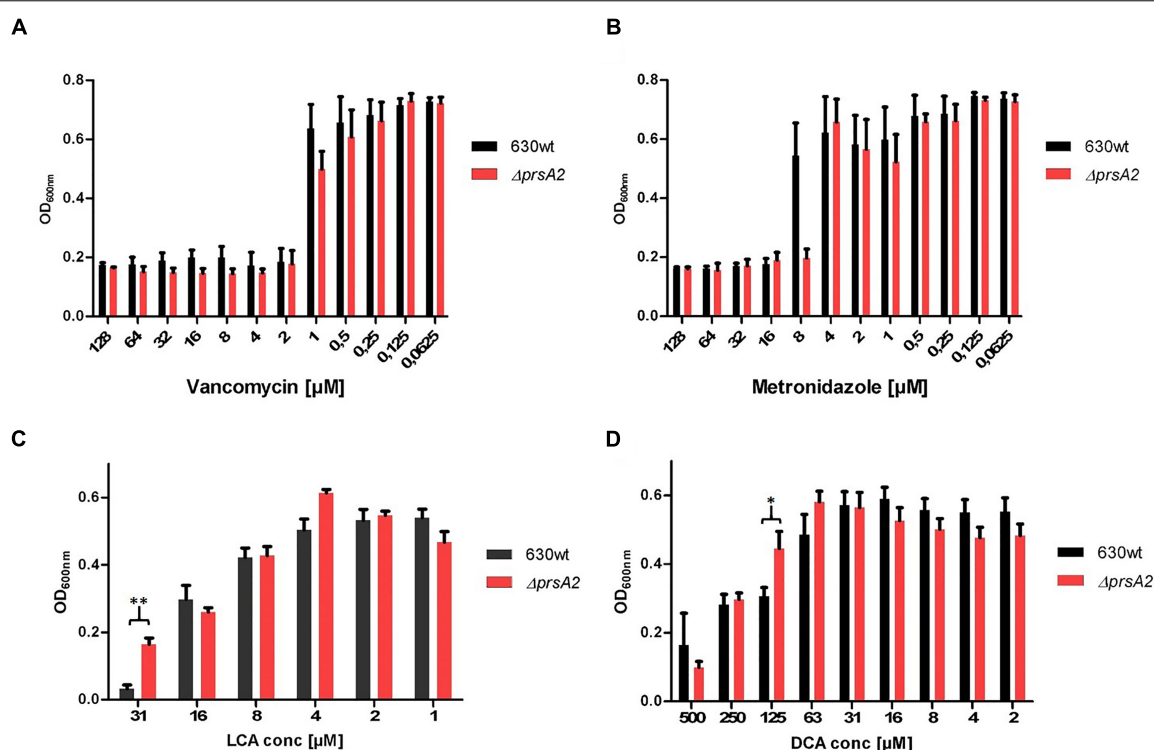 A
0.8
0.6
0.4
0.2
0.0
OD600nm
128 64 32 16 8 4 2 1 0,5 0,25 0,125 0,0625
Vancomycin [µM]
630wt
ΔprsA2
B
0.8
0.6
0.4
0.2
0.0
OD600nm
128 64 32 16 8 4 2 1 0,5 0,25 0,125 0,0625
Metronidazole [µM]
630wt
ΔprsA2
C
0.6
0.4
0.2
0.0
OD600nm
**
31 16 8 4 2 1
LCA conc [µM]
630wt
ΔprsA2
D
0.6
0.4
0.2
0.0
OD600nm
*
500 250 125 63 31 16 8 4 2
DCA conc [µM]
630wt
ΔprsA2